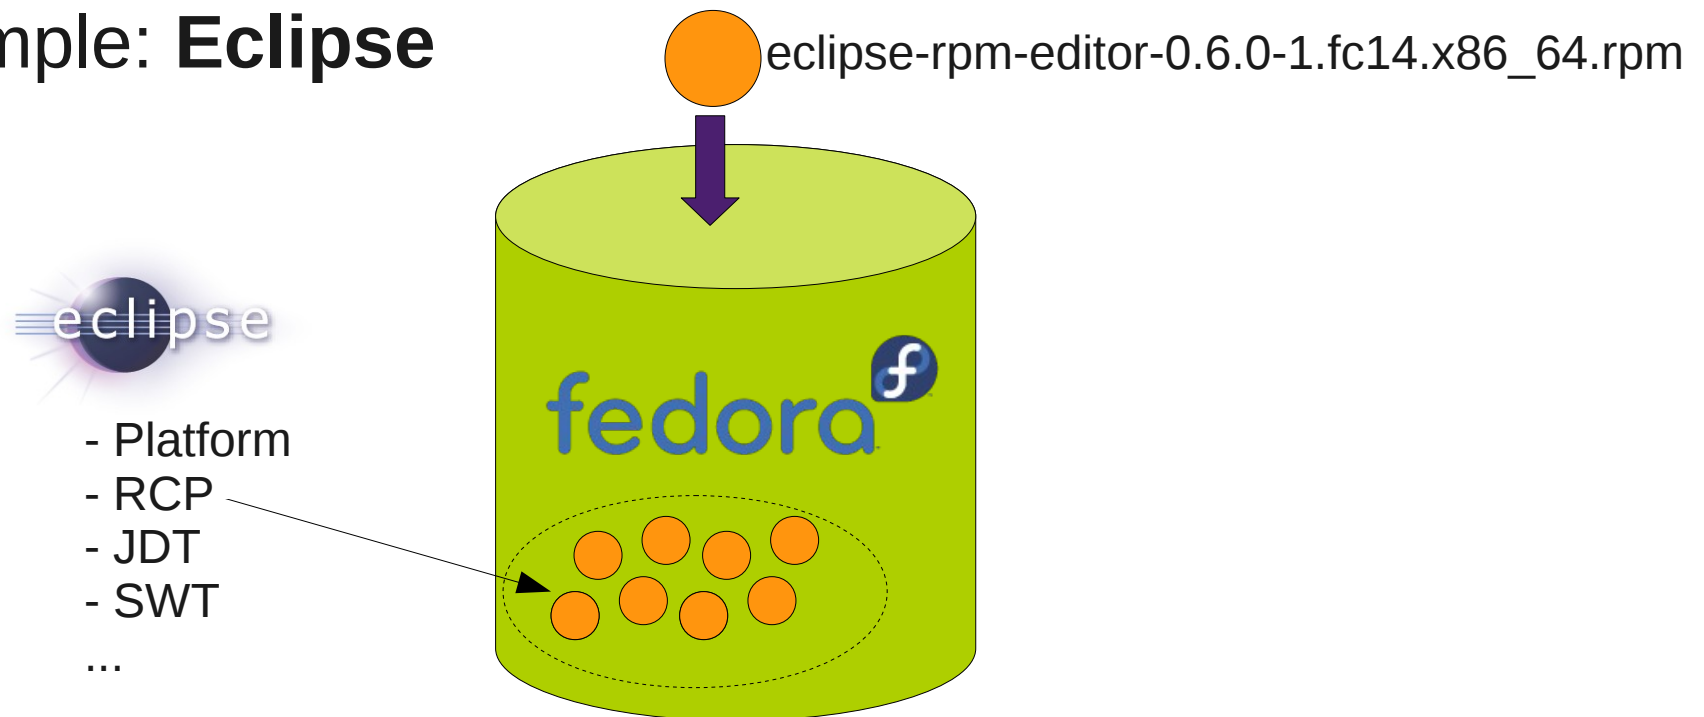 mple: Eclipse
eclipse-rpm-editor-0.6.0-1.fc14.x86_64.rpm
eclipse
fedora
- Platform
- RCP
- JDT
- SWT
...